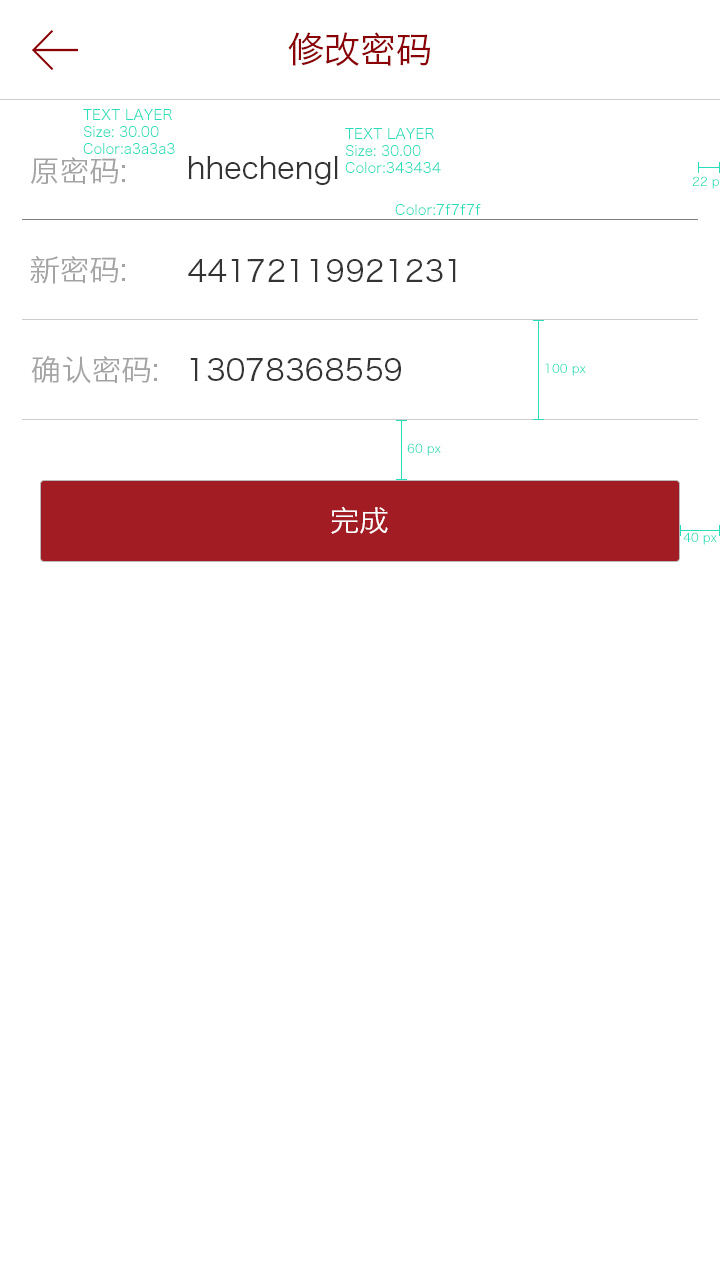 修改密码
TEXT LAYER
Size: 30.00
Color:a3a3a3
原密码:
hhechengl
TEXT LAYER
Size: 30.00
Color:343434
22 p
Color:7f7f7f
新密码:
44172119921231
确认密码:
13078368559
100 px
60 px
完成
40 px